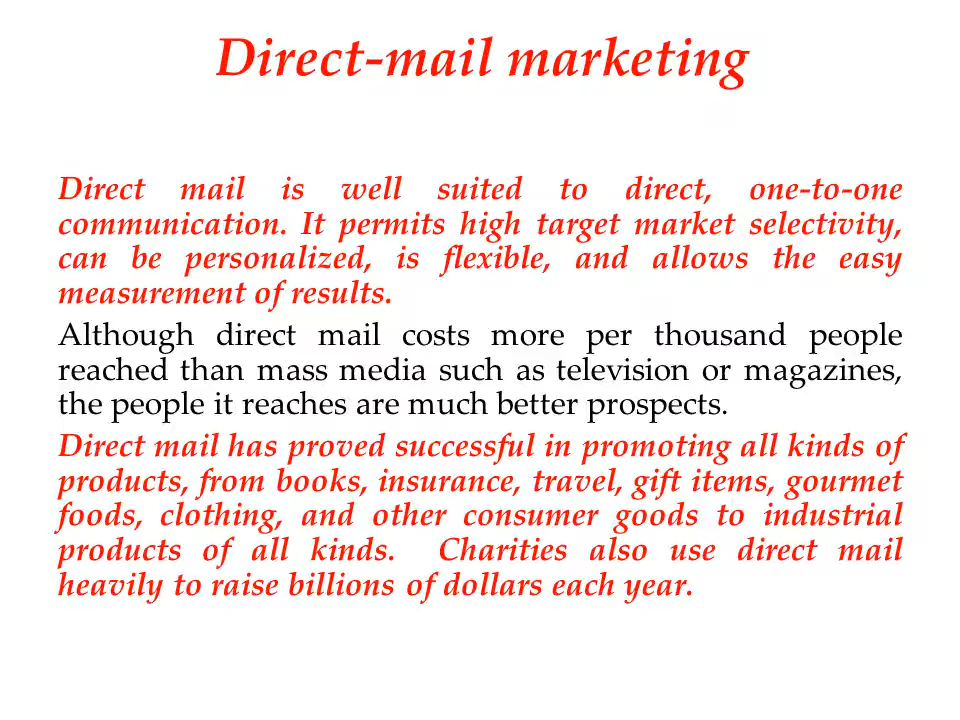 Direct-mail marketing
Direct mail is well suited to direct, one-to-one
communication. It permits high target market selectivity,
can be personalized, is flexible, and allows the easy
measurement of results.
Although direct mail costs more per thousand people
reached than mass media such as television or magazines,
the people it reaches are much better prospects.
Direct mail has proved successful in promoting all kinds of
products, from books, insurance, travel, gift items, gourmet
foods, clothing, and other consumer goods to industrial
products of all kinds. Charities also use direct mail
heavily to raise billions of dollars each year.